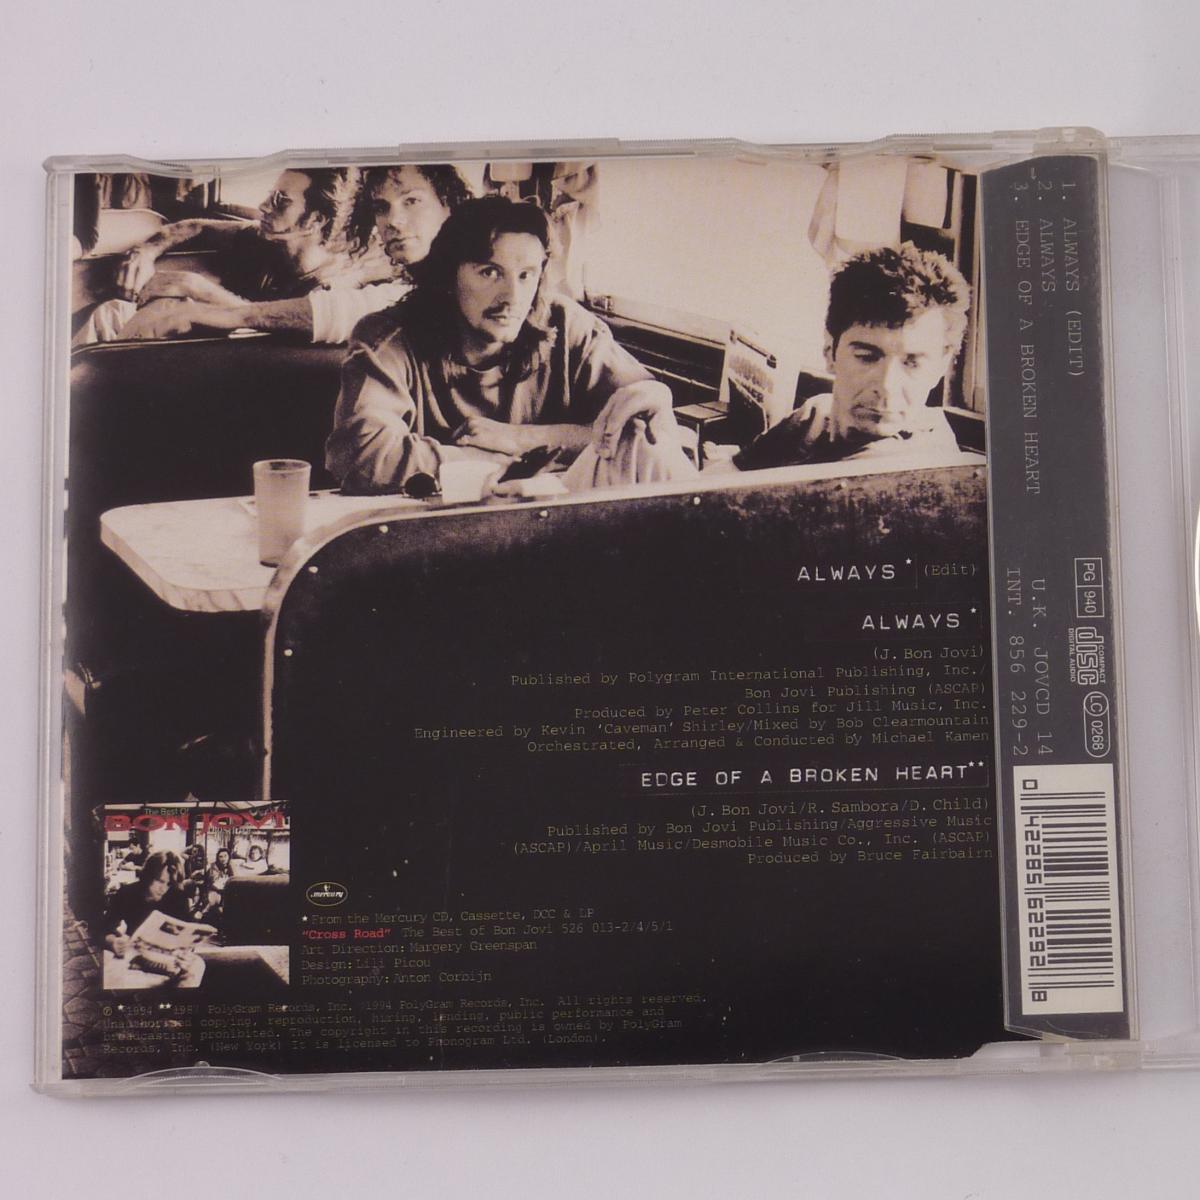 1. ALWAYS (EDIT)
2. ALWAYS
3. EDGE OF A BROKEN HEART
U.K. JOVCD 14
INT. 856 229-2
PG 940
COMPACT
disc
DIGITAL AUDIO
LC 0268
0 42285 62292 8
ALWAYS * (Edit)
ALWAYS *
(J. Bon Jovi)
Published by Polygram International Publishing, Inc./
Bon Jovi Publishing (ASCAP)
Produced by Peter Collins for Jill Music, Inc.
Engineered by Kevin 'Caveman' Shirley/Mixed by Bob Clearmountain
Orchestrated, Arranged & Conducted by Michael Kamen
EDGE OF A BROKEN HEART**
(J. Bon Jovi/R. Sambora/D. Child)
Published by Bon Jovi Publishing/Aggressive Music
(ASCAP)/April Music/Desmobile Music Co., Inc. (ASCAP)
Produced by Bruce Fairbairn
The Best Of
BON JOVI
mercury
*From the Mercury CD, Cassette, DCC & LP
"Cross Road" The Best of Bon Jovi 526 013-2/4/5/1
Art Direction: Margery Greenspan
Design: Lili Picou
Photography: Anton Corbijn
℗ *1994 **1987 PolyGram Records, Inc. 1994 PolyGram Records, Inc. All rights reserved.
Unauthorised copying, reproduction, hiring, lending, public performance and
broadcasting prohibited. The copyright in this recording is owned by PolyGram
Records, Inc. (New York) It is licensed to Phonogram Ltd. (London).